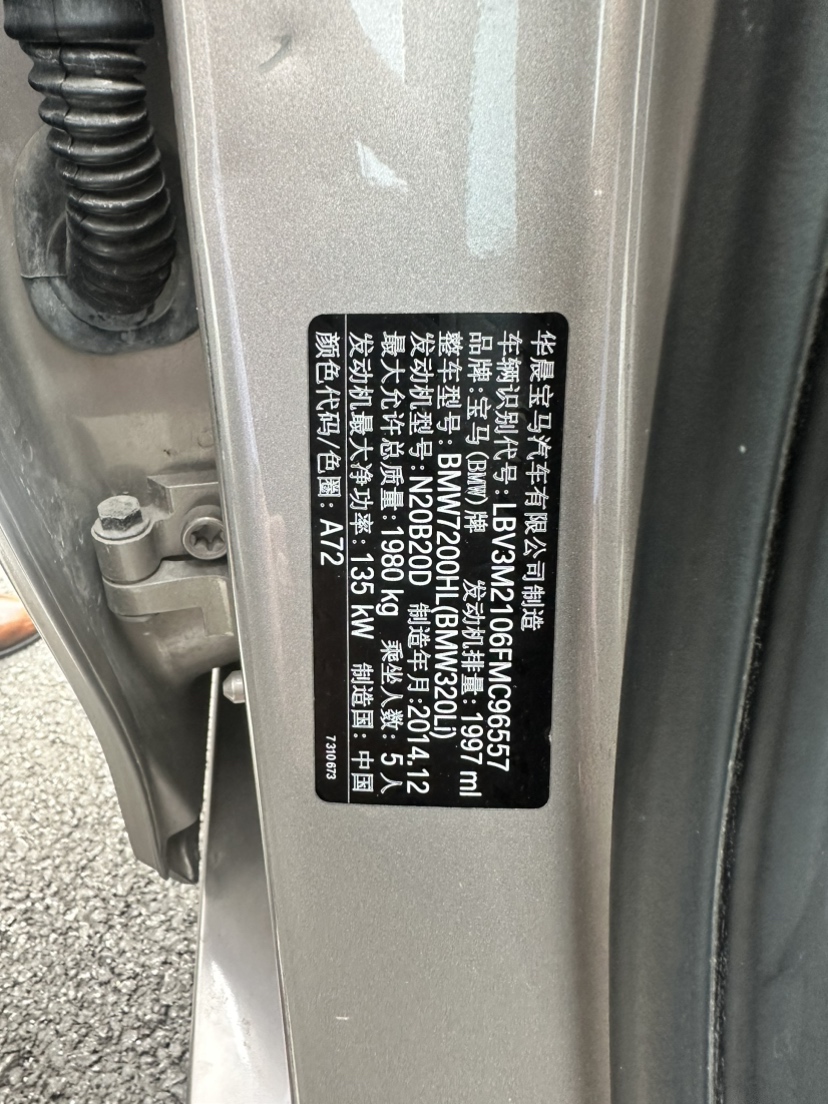 华晨宝马汽车有限公司制造
车辆识别代号:LBV3M2106FMC96557
品牌:宝马(BMW)牌 发动机排量:1997 ml
整车型号:BMW7200HL(BMW320Li)
发动机型号:N20B20D 制造年月:2014.12
最大允许总质量:1980 kg 乘坐人数:5人
发动机最大净功率:135 kW 制造国:中国
颜色代码/色圈:A72
7310673